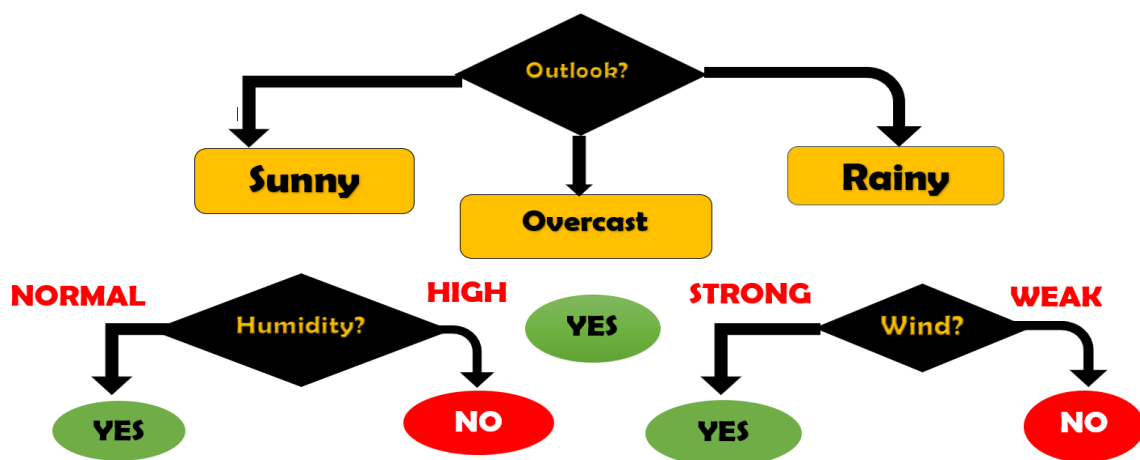 Outlook?
Sunny
Overcast
Rainy
NORMAL
Humidity?
HIGH
YES
STRONG
Wind?
WEAK
YES
NO
YES
NO